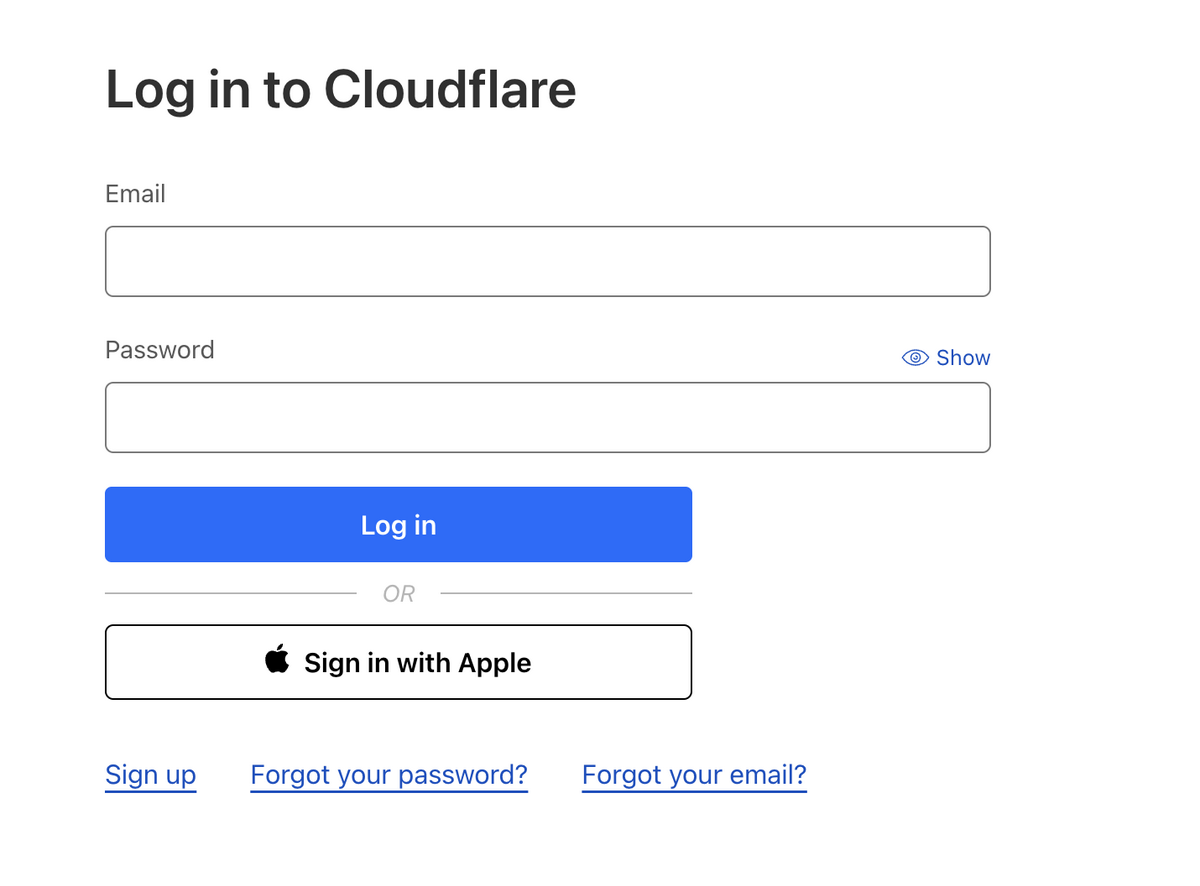 Log in to Cloudflare
Email
Password
Show
Log in
OR
Sign in with Apple
Sign up Forgot your password? Forgot your email?